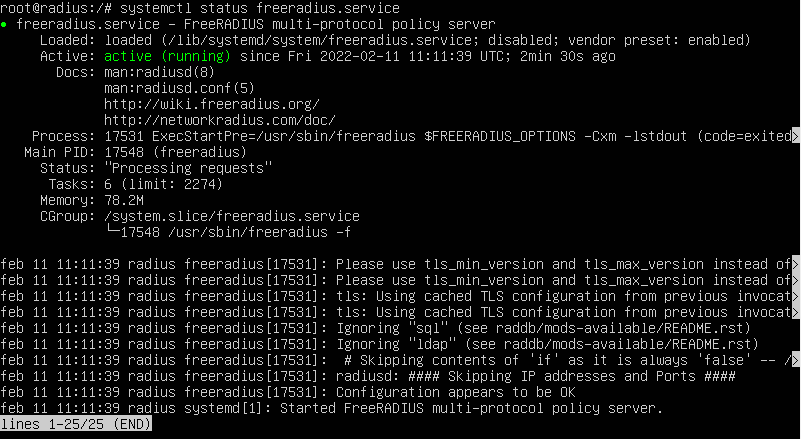 root@radius:/# systemctl status freeradius.service
● freeradius.service - FreeRADIUS multi-protocol policy server
Loaded: loaded (/lib/systemd/system/freeradius.service; disabled; vendor preset: enabled)
Active: active (running) since Fri 2022-02-11 11:11:39 UTC; 2min 30s ago
Docs: man:radiusd(8)
man:radiusd.conf(5)
http://wiki.freeradius.org/
http://networkradius.com/doc/
Process: 17531 ExecStartPre=/usr/sbin/freeradius $FREERADIUS_OPTIONS -Cxm -lstdout (code=exited>
Main PID: 17548 (freeradius)
Status: "Processing requests"
Tasks: 6 (limit: 2274)
Memory: 78.2M
CGroup: /system.slice/freeradius.service
└─17548 /usr/sbin/freeradius -f
feb 11 11:11:39 radius freeradius[17531]: Please use tls_min_version and tls_max_version instead of>
feb 11 11:11:39 radius freeradius[17531]: Please use tls_min_version and tls_max_version instead of>
feb 11 11:11:39 radius freeradius[17531]: tls: Using cached TLS configuration from previous invocat>
feb 11 11:11:39 radius freeradius[17531]: tls: Using cached TLS configuration from previous invocat>
feb 11 11:11:39 radius freeradius[17531]: Ignoring "sql" (see raddb/mods-available/README.rst)
feb 11 11:11:39 radius freeradius[17531]: Ignoring "ldap" (see raddb/mods-available/README.rst)
feb 11 11:11:39 radius freeradius[17531]:  # Skipping contents of 'if' as it is always 'false' -- />
feb 11 11:11:39 radius freeradius[17531]: radiusd: #### Skipping IP addresses and Ports ####
feb 11 11:11:39 radius freeradius[17531]: Configuration appears to be OK
feb 11 11:11:39 radius systemd[1]: Started FreeRADIUS multi-protocol policy server.
lines 1-25/25 (END)